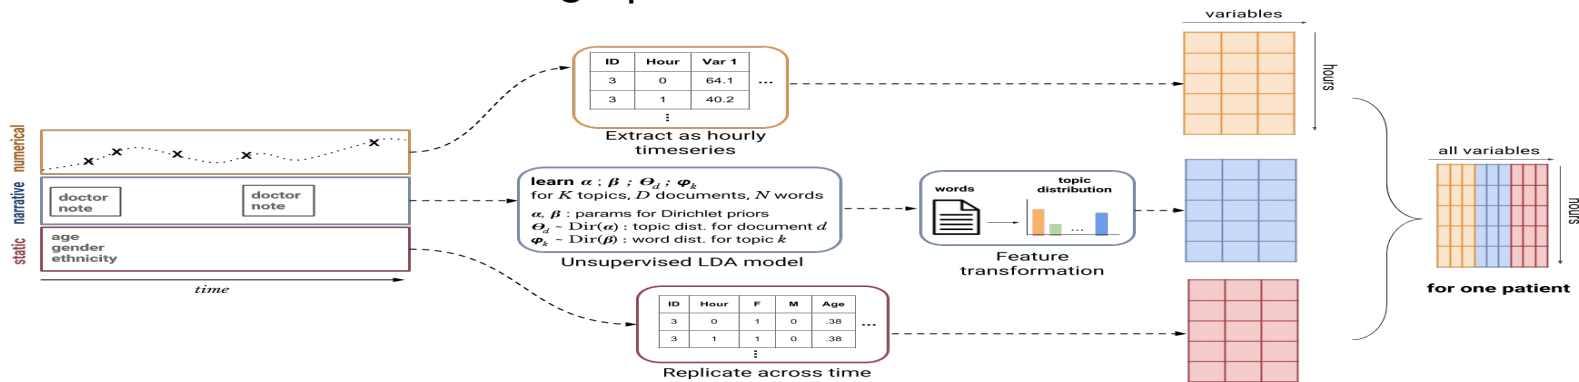 numerical
narrative
doctor
note
doctor
note
static
age
gender
ethnicity
time
ID Hour Var 1
3 0 64.1
3 1 40.2
...
⋮
Extract as hourly
timeseries
learn α ; β ; Θd ; φk
for K topics, D documents, N words
α, β : params for Dirichlet priors
Θd ~ Dir(α) : topic dist. for document d
φk ~ Dir(β) : word dist. for topic k
Unsupervised LDA model
words
topic
distribution
...
Feature
transformation
ID Hour F M Age
3 0 1 0 .38
3 1 1 0 .38
...
⋮
Replicate across time
variables
hours
all variables
hours
for one patient